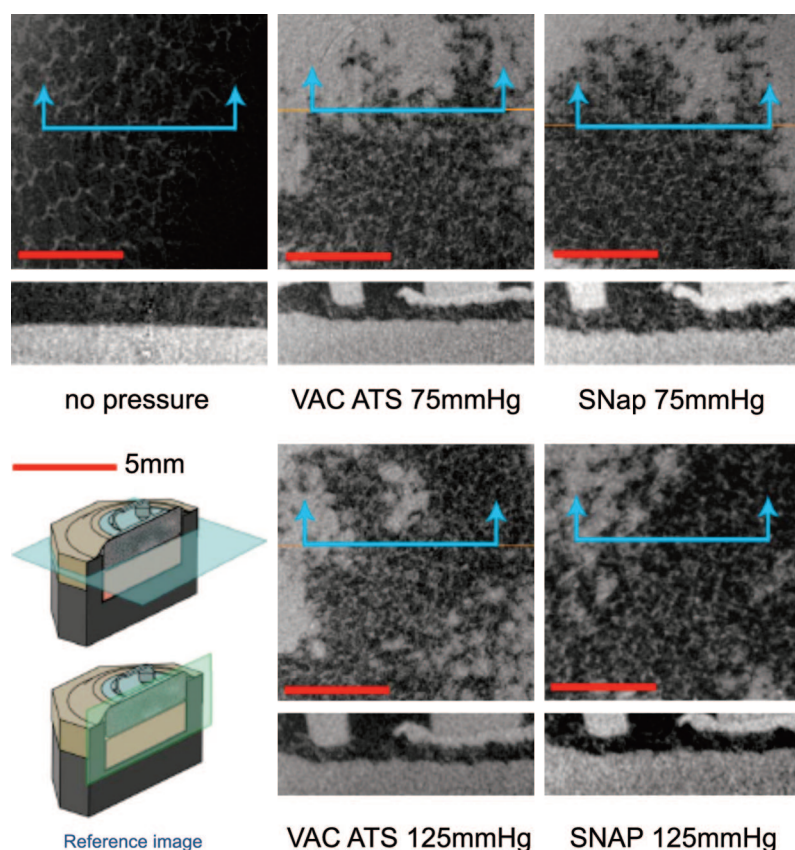 no pressure
VAC ATS 75mmHg
SNap 75mmHg
5mm
Reference image
VAC ATS 125mmHg
SNAP 125mmHg